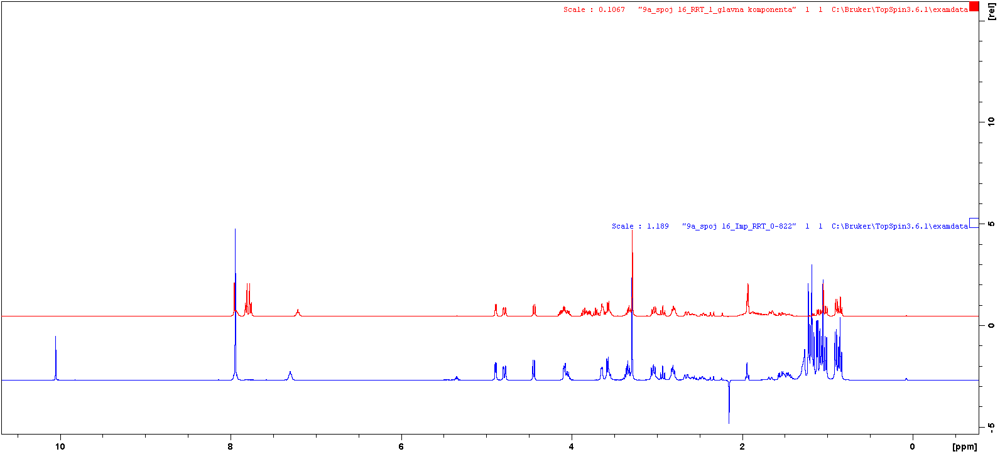 Scale : 0.1067 "9a_spoj 16_RRT_1_glavna komponenta" 1 1 C:\Bruker\TopSpin3.6.1\examdata
[rel]
10
5
Scale : 1.189 "9a_spoj 16_Imp_RRT_0-822" 1 1 C:\Bruker\TopSpin3.6.1\examdata
0
-5
10 8 6 4 2 0 [ppm]